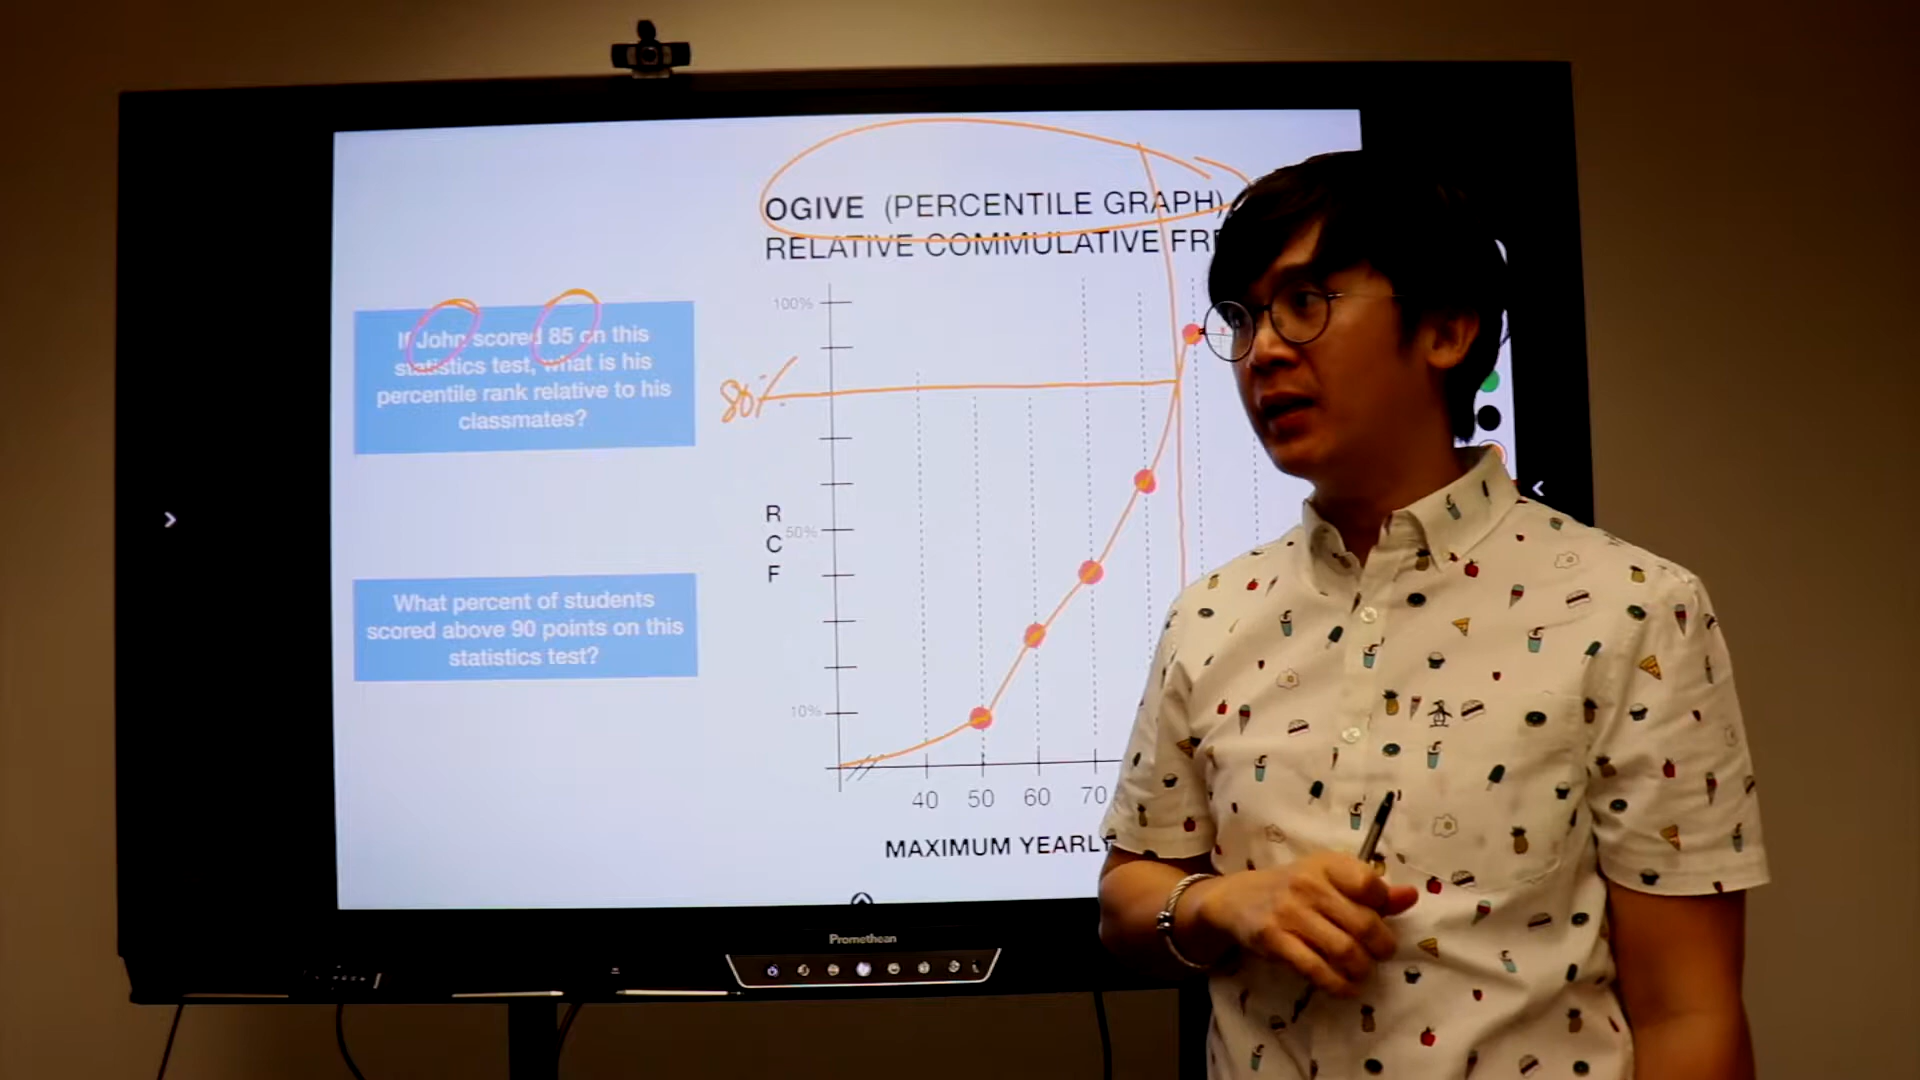 OGIVE (PERCENTILE GRAPH)
RELATIVE COMMULATIVE FR
If John scored 85 on this
statistics test, what is his
percentile rank relative to his
classmates?
What percent of students
scored above 90 points on this
statistics test?
100%
80%
50%
10%
R
C
F
40 50 60 70
MAXIMUM YEARLY
Promethean